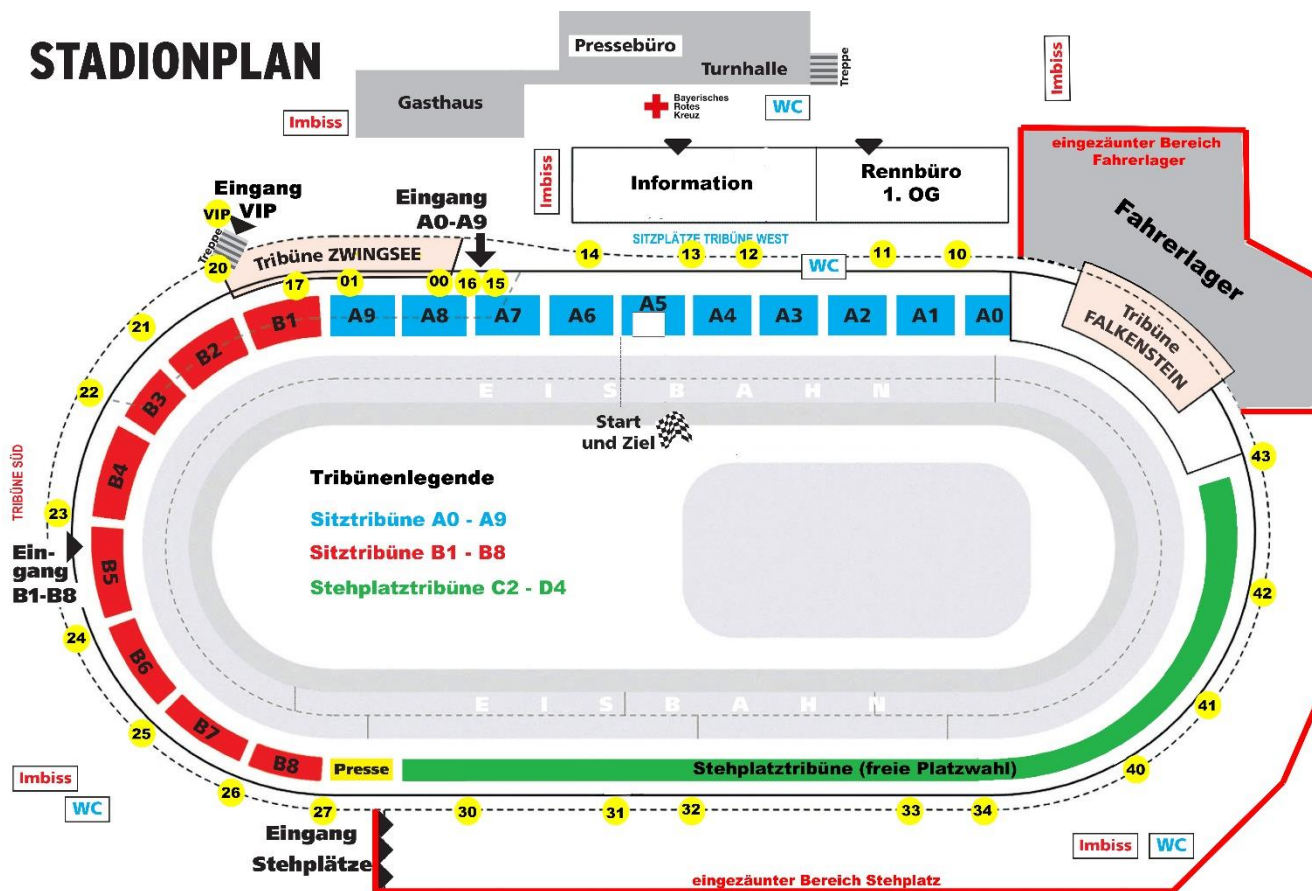 STADIONPLAN
Pressebüro
Turnhalle
Treppe
Gasthaus
Imbiss
Bayerisches
Rotes
Kreuz
WC
Imbiss
eingezäunter Bereich
Fahrerlager
Fahrerlager
Imbiss
Information
Rennbüro
1. OG
Eingang
VIP
VIP
Treppe
Eingang
A0-A9
SITZPLÄTZE TRIBÜNE WEST
Tribüne ZWINGSEE
20
17
01
00
16
15
14
13
12
WC
11
10
21
22
B1
A9
A8
A7
A6
A5
A4
A3
A2
A1
A0
Tribüne
FALKENSTEIN
B2
B3
B4
EISBAHN
Start
und Ziel
TRIBÜNE SÜD
23
43
Tribünenlegende
Sitztribüne A0 - A9
Sitztribüne B1 - B8
Stehplatztribüne C2 - D4
Ein-
gang
B1-B8
B5
B6
B7
B8
24
25
26
27
42
41
40
EISBAHN
Presse
Stehplatztribüne (freie Platzwahl)
Imbiss
WC
30
31
32
33
34
Eingang
Stehplätze
Imbiss
WC
eingezäunter Bereich Stehplatz